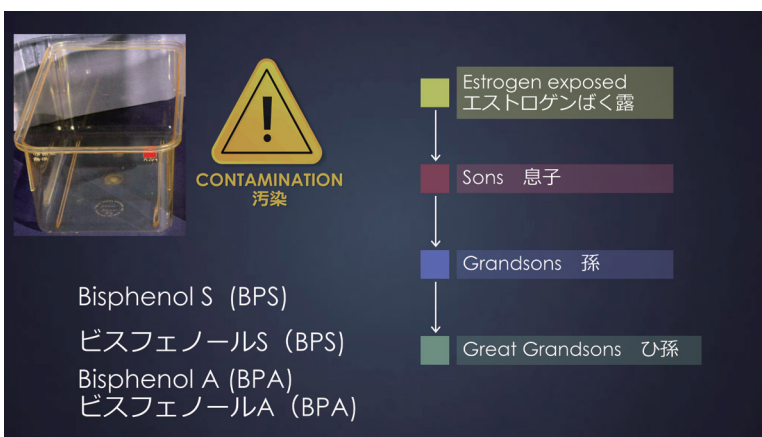 CONTAMINATION
汚染
Bisphenol S (BPS)
ビスフェノールS（BPS）
Bisphenol A (BPA)
ビスフェノールA（BPA）
Estrogen exposed
エストロゲンばく露
Sons 息子
Grandsons 孫
Great Grandsons ひ孫